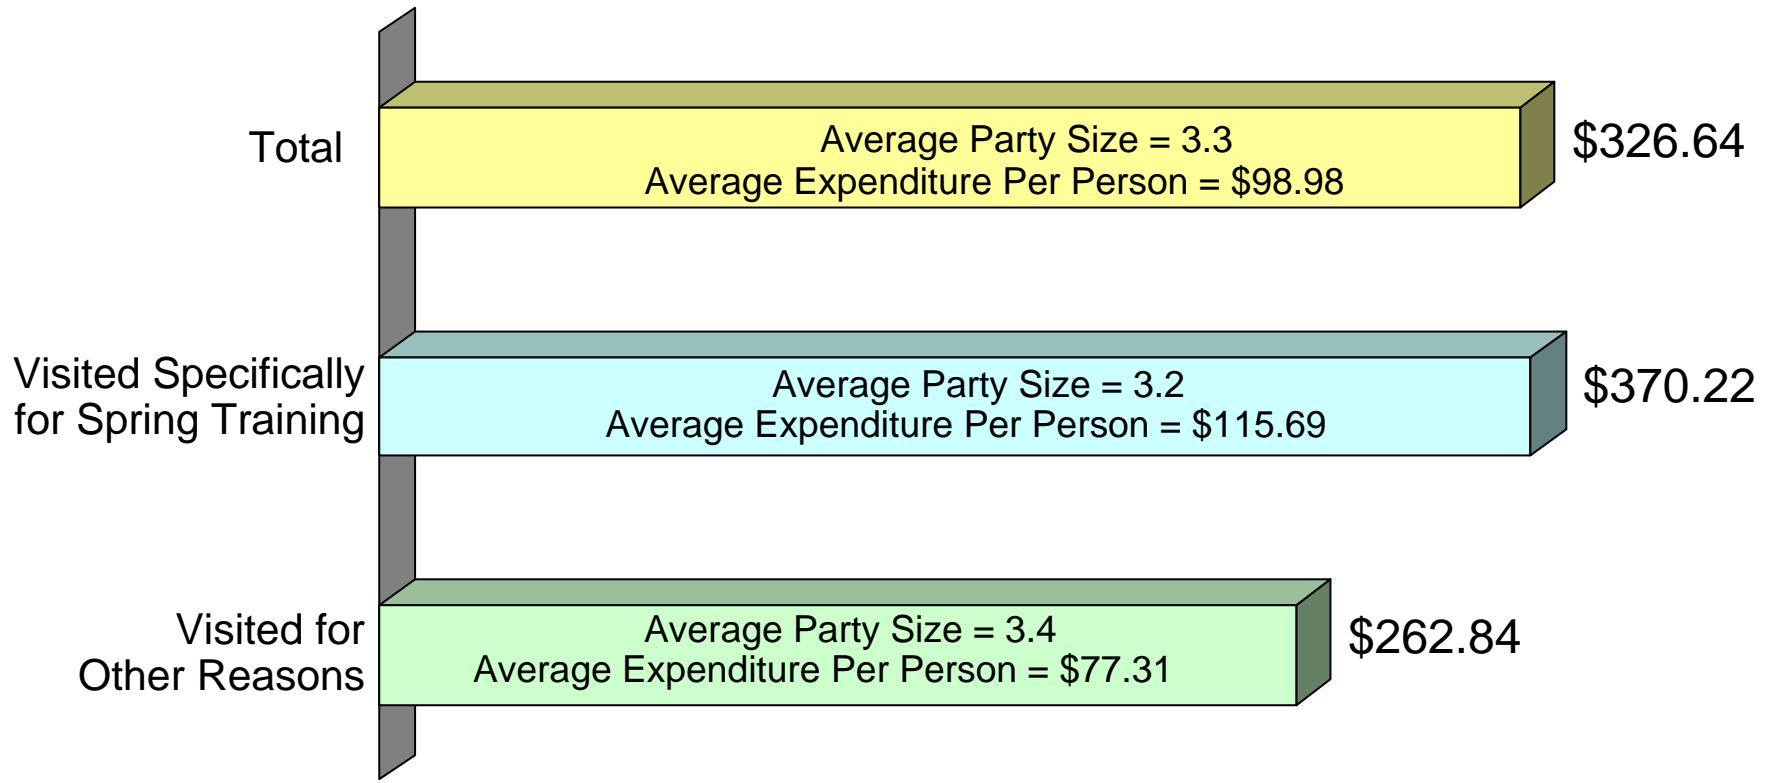 Total
Average Party Size = 3.3
Average Expenditure Per Person = $98.98
$326.64
Visited Specifically
for Spring Training
Average Party Size = 3.2
Average Expenditure Per Person = $115.69
$370.22
Visited for
Other Reasons
Average Party Size = 3.4
Average Expenditure Per Person = $77.31
$262.84